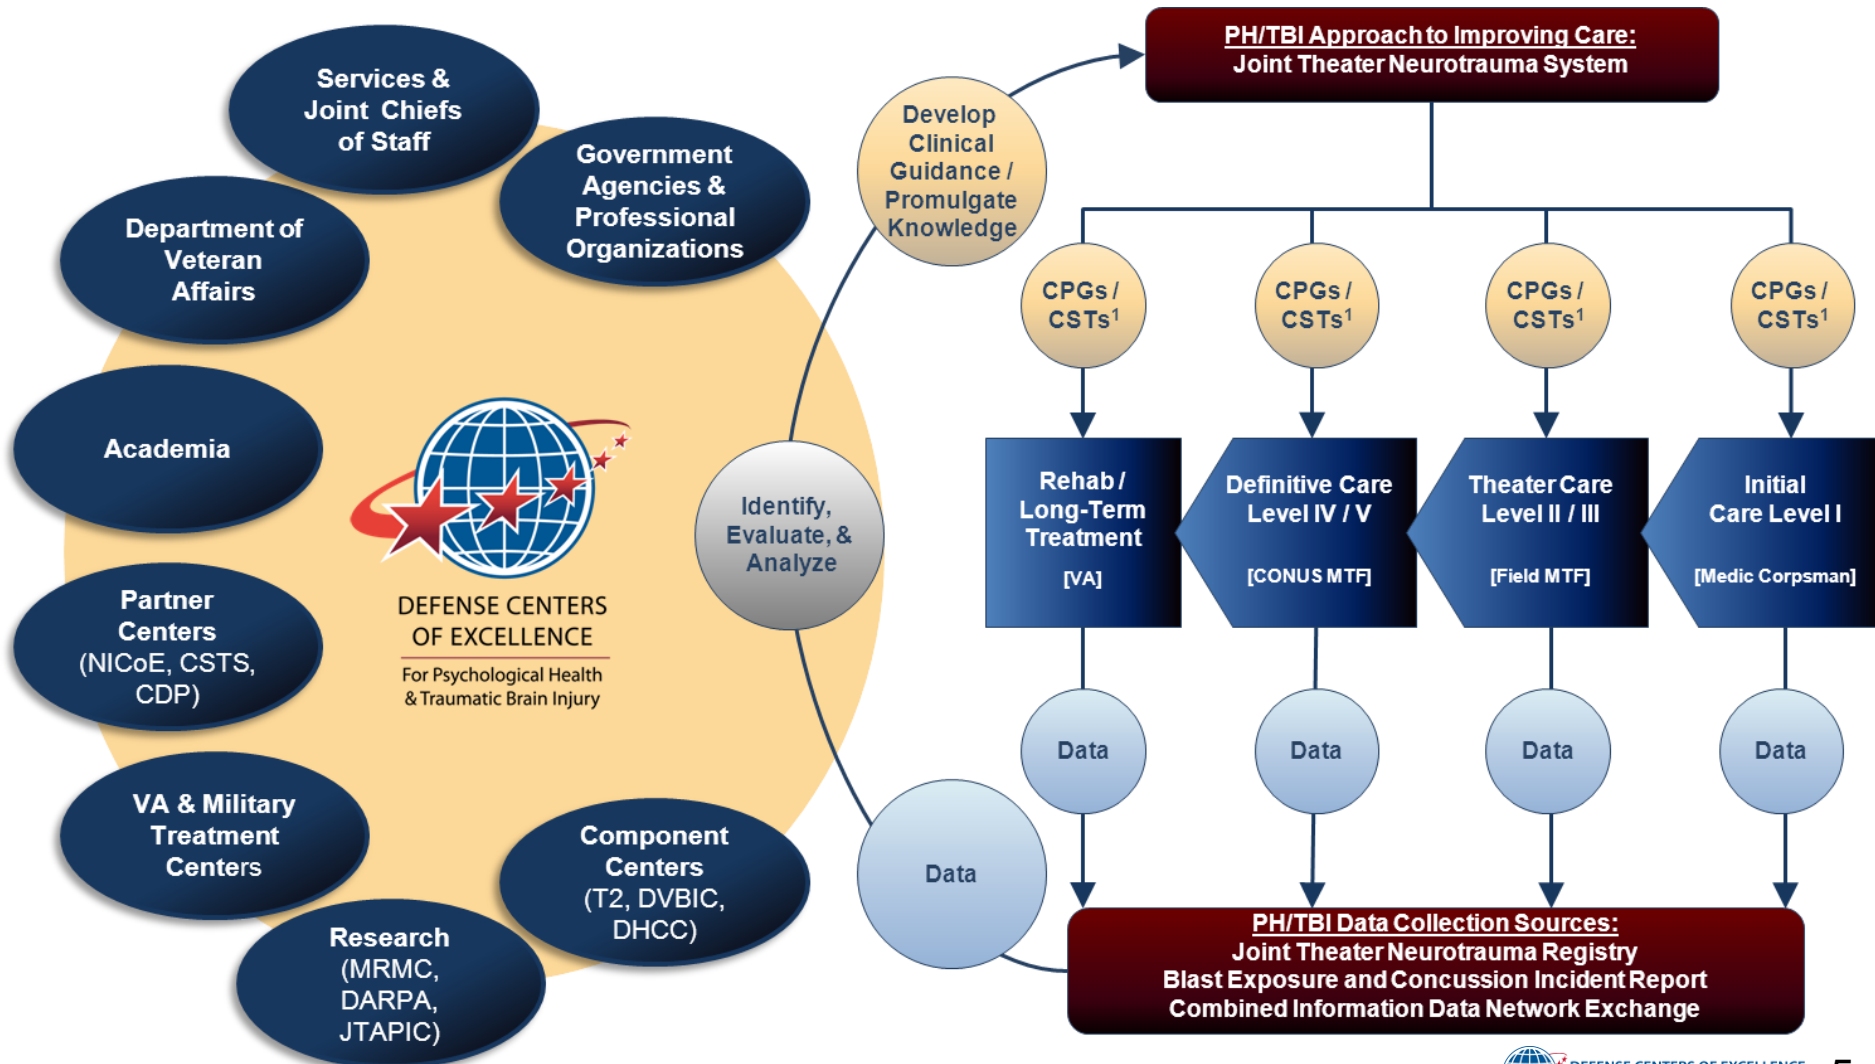 Services &
Joint Chiefs
of Staff
Government
Agencies &
Professional
Organizations
Department of
Veteran
Affairs
Academia
Partner
Centers
(NICoE, CSTS,
CDP)
VA & Military
Treatment
Centers
Research
(MRMC,
DARPA,
JTAPIC)
Component
Centers
(T2, DVBIC,
DHCC)
DEFENSE CENTERS
OF EXCELLENCE
For Psychological Health
& Traumatic Brain Injury
Identify,
Evaluate, &
Analyze
Develop
Clinical
Guidance /
Promulgate
Knowledge
PH/TBI Approach to Improving Care:
Joint Theater Neurotrauma System
CPGs /
CSTs¹
CPGs /
CSTs¹
CPGs /
CSTs¹
CPGs /
CSTs¹
Rehab /
Long-Term
Treatment
[VA]
Definitive Care
Level IV / V
[CONUS MTF]
Theater Care
Level II / III
[Field MTF]
Initial
Care Level I
[Medic Corpsman]
Data
Data
Data
Data
Data
PH/TBI Data Collection Sources:
Joint Theater Neurotrauma Registry
Blast Exposure and Concussion Incident Report
Combined Information Data Network Exchange
DEFENSE CENTERS OF EXCELLENCE